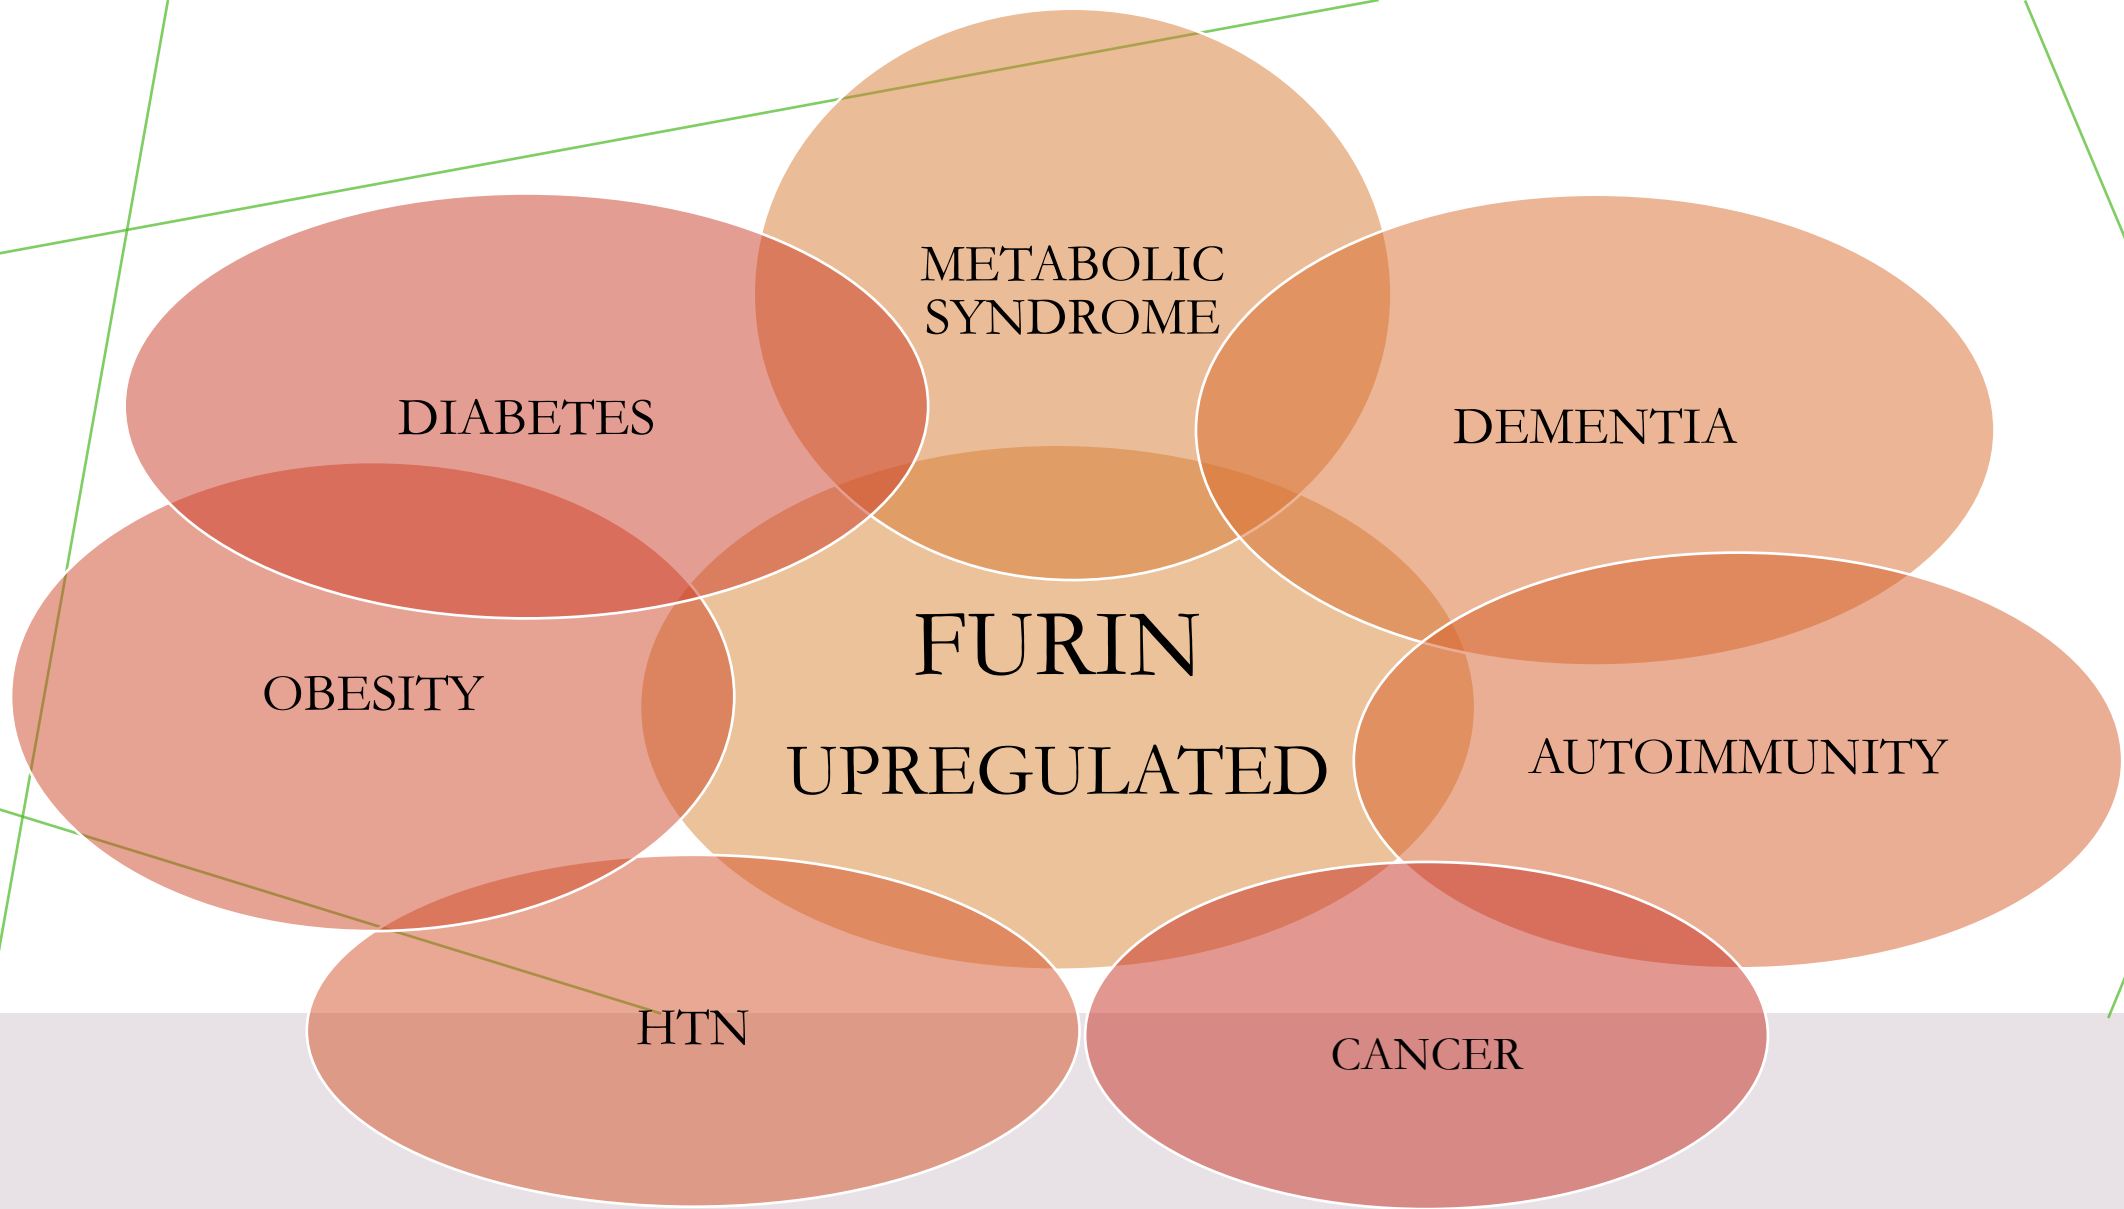 METABOLIC
SYNDROME
DIABETES
DEMENTIA
FURIN
UPREGULATED
OBESITY
AUTOIMMUNITY
HTN
CANCER